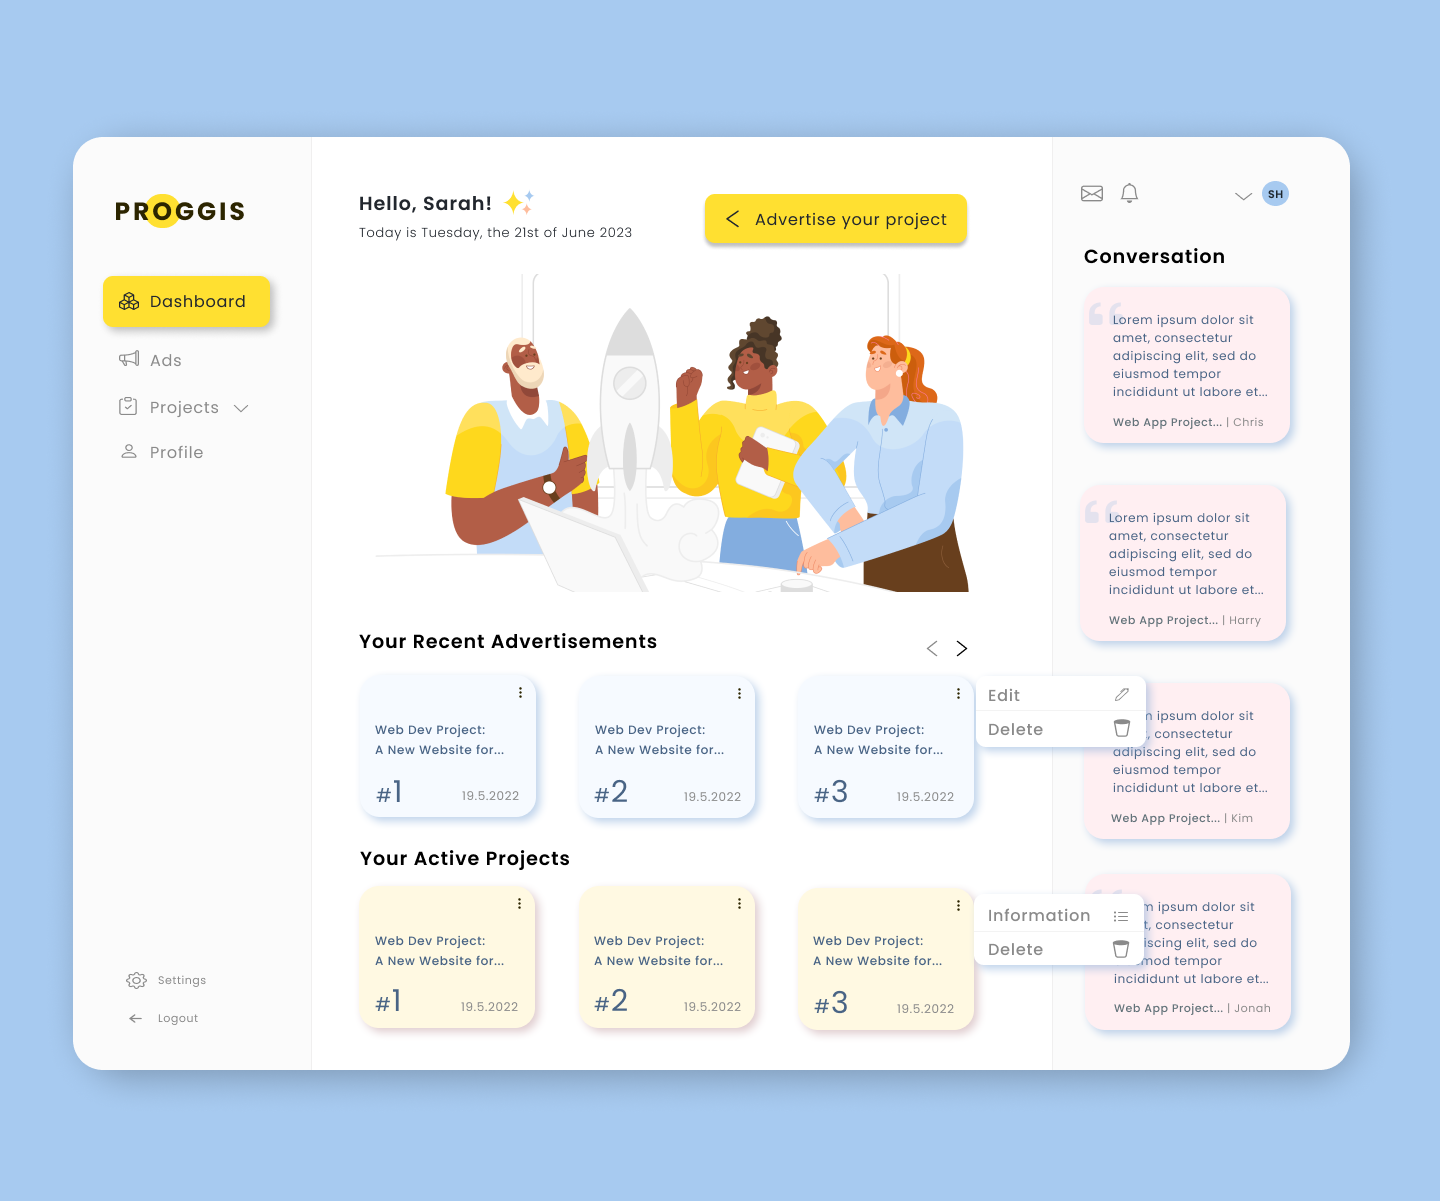 PROGGIS
Dashboard
Ads
Projects
Profile
Settings
Logout
Hello, Sarah!
Today is Tuesday, the 21st of June 2023
Advertise your project
Your Recent Advertisements
Web Dev Project:
A New Website for...
#1
19.5.2022
Web Dev Project:
A New Website for...
#2
19.5.2022
Web Dev Project:
A New Website for...
#3
19.5.2022
Edit
Delete
Your Active Projects
Web Dev Project:
A New Website for...
#1
19.5.2022
Web Dev Project:
A New Website for...
#2
19.5.2022
Web Dev Project:
A New Website for...
#3
19.5.2022
Information
Delete
SH
Conversation
Lorem ipsum dolor sit
amet, consectetur
adipiscing elit, sed do
eiusmod tempor
incididunt ut labore et...
Web App Project... | Chris
Lorem ipsum dolor sit
amet, consectetur
adipiscing elit, sed do
eiusmod tempor
incididunt ut labore et...
Web App Project... | Harry
ipsum dolor sit
consectetur
adipiscing elit, sed do
eiusmod tempor
incididunt ut labore et...
Web App Project... | Kim
ipsum dolor sit
consectetur
elit, sed do
tempor
incididunt ut labore et...
Web App Project... | Jonah